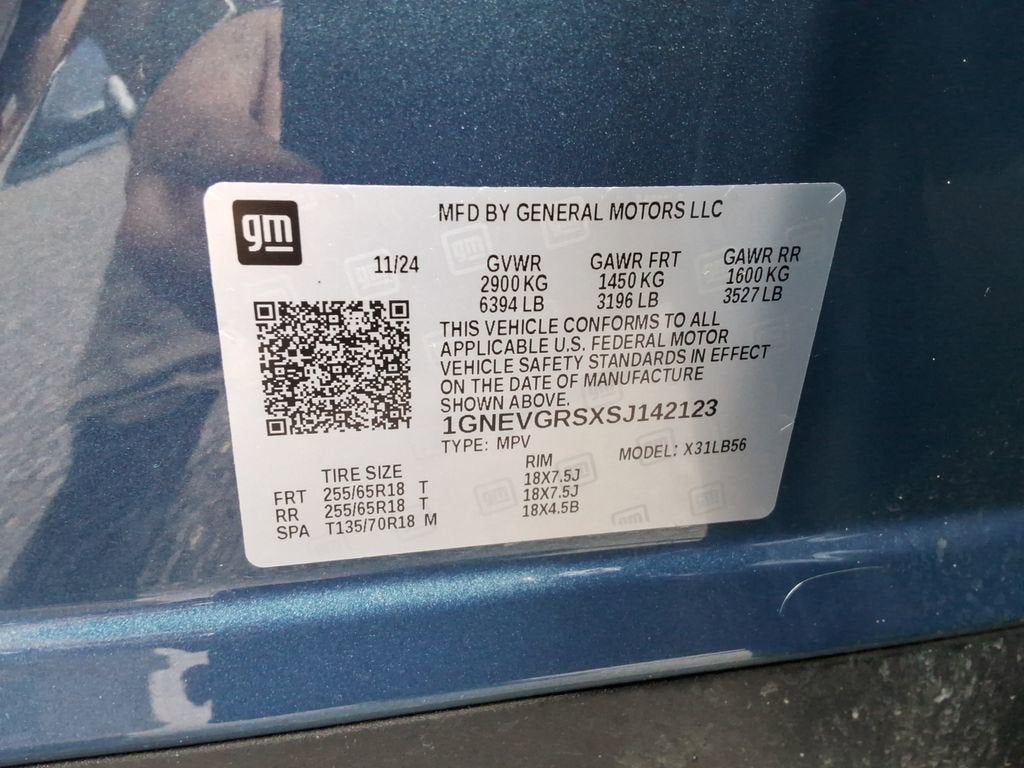 gm
MFD BY GENERAL MOTORS LLC
11/24
GVWR GAWR FRT GAWR RR
2900 KG 1450 KG 1600 KG
6394 LB 3196 LB 3527 LB
THIS VEHICLE CONFORMS TO ALL
APPLICABLE U.S. FEDERAL MOTOR
VEHICLE SAFETY STANDARDS IN EFFECT
ON THE DATE OF MANUFACTURE
SHOWN ABOVE.
1GNEVGRSXSJ142123
TYPE: MPV MODEL: X31LB56
TIRE SIZE RIM
FRT 255/65R18 T 18X7.5J
RR 255/65R18 T 18X7.5J
SPA T135/70R18 M 18X4.5B